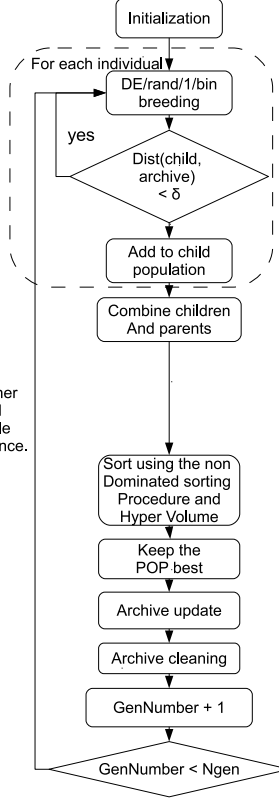 Initialization
For each individual
DE/rand/1/bin
breeding
yes
Dist(child,
archive)
< δ
Add to child
population
Combine children
And parents
Sort using the non
Dominated sorting
Procedure and
Hyper Volume
Keep the
POP best
Archive update
Archive cleaning
GenNumber + 1
GenNumber < Ngen